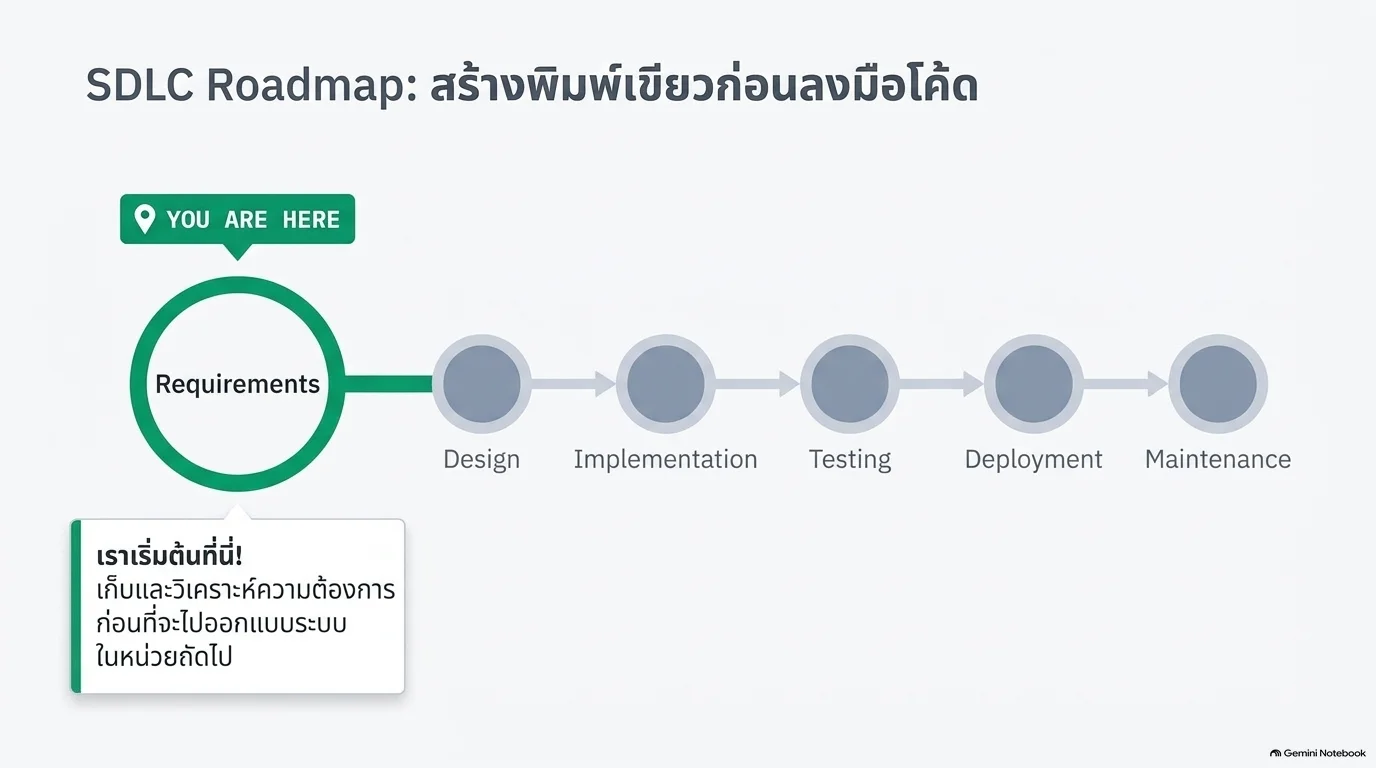 SDLC Roadmap: สร้างพิมพ์เขียวก่อนลงมือโค้ด
YOU ARE HERE
Requirements
Design
Implementation
Testing
Deployment
Maintenance
เราเริ่มต้นที่นี่!
เก็บและวิเคราะห์ความต้องการ
ก่อนที่จะไปออกแบบระบบ
ในหน่วยถัดไป
Gemini Notebook